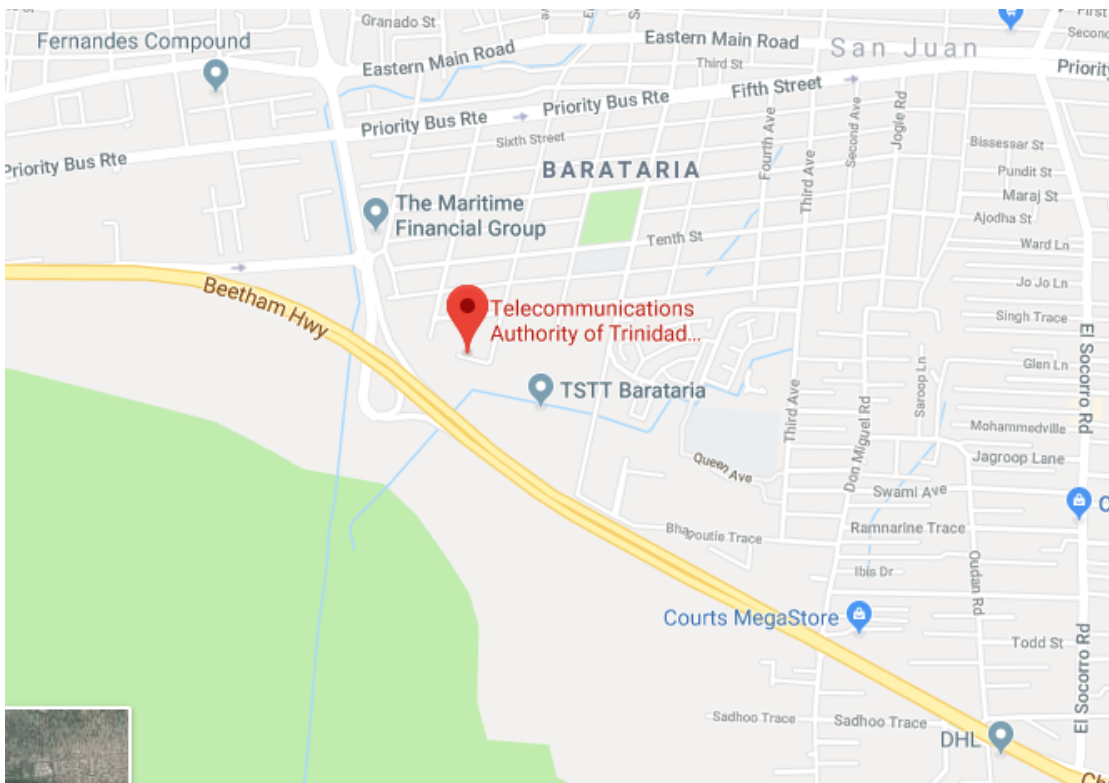 Granado St
Fernandes Compound
Eastern Main Road
Eastern Main Road
San Juan
First
Second
Third St
Priority
Fifth Street
Priority Bus Rte
Priority Bus Rte
Priority Bus Rte
Sixth Street
Fourth Ave
Third Ave
Second Ave
Jogle Rd
Bissessar St
Pundit St
Maraj St
Ajodha St
Ward Ln
BARATARIA
The Maritime
Financial Group
Tenth St
Jo Jo Ln
Singh Trace
Beetham Hwy
Telecommunications
Authority of Trinidad...
El Socorro Rd
Glen Ln
Saroop Ln
TSTT Barataria
Third Ave
Don Miguel Rd
Mohammedville
Jagroop Lane
Queen Ave
Swami Ave
Ramnarine Trace
Bhapoutie Trace
Ibis Dr
Oudan Rd
Courts MegaStore
Todd St
El Socorro Rd
Sadhoo Trace
Sadhoo Trace
DHL